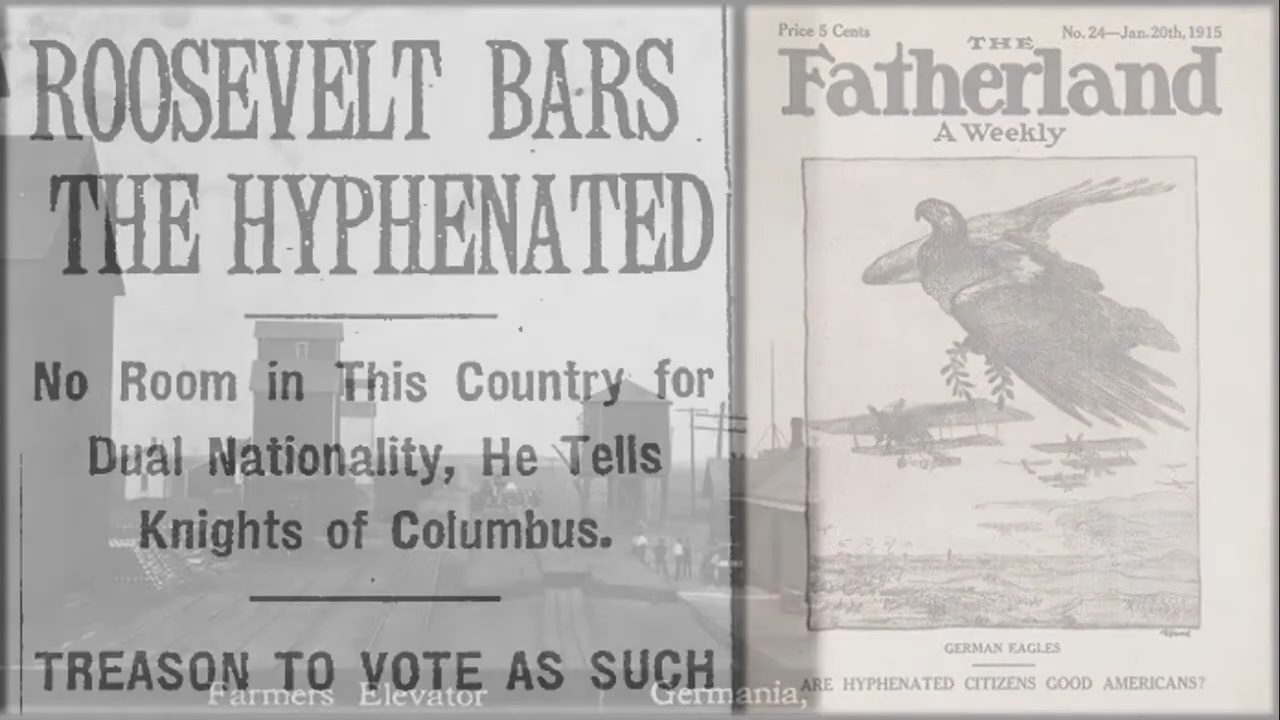 ROOSEVELT BARS
THE HYPHENATED
No Room in This Country for
Dual Nationality, He Tells
Knights of Columbus.
TREASON TO VOTE AS SUCH
Farmers Elevator Germania,
Price 5 Cents No. 24—Jan. 20th, 1915
THE
Fatherland
A Weekly
GERMAN EAGLES
ARE HYPHENATED CITIZENS GOOD AMERICANS?